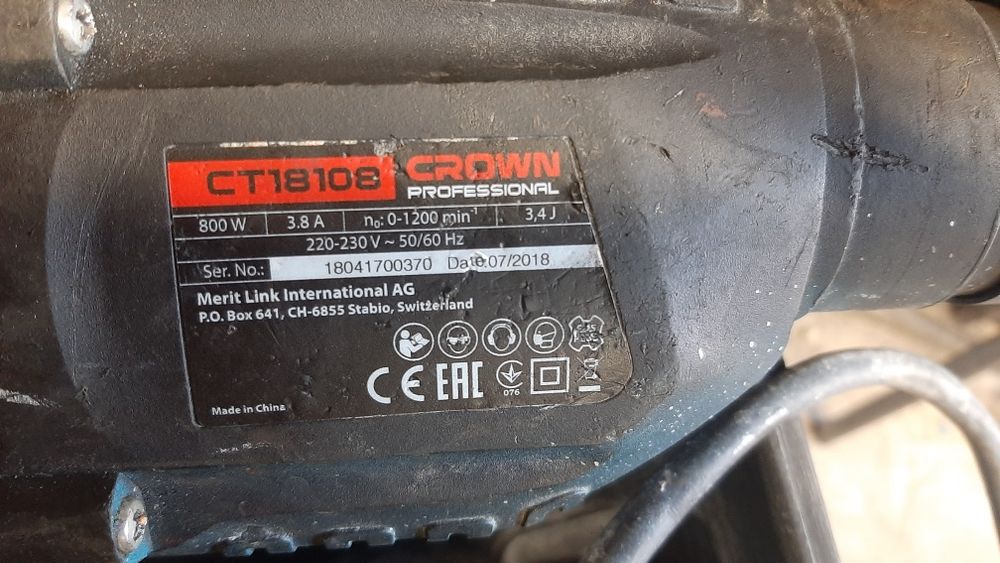 CT18108 CROWN
PROFESSIONAL
800 W 3.8 A n₀: 0-1200 min⁻¹ 3,4 J
220-230 V ~ 50/60 Hz
Ser. No.: 18041700370 Date:07/2018
Merit Link International AG
P.O. Box 641, CH-6855 Stabio, Switzerland
CE EAC
076
Made in China